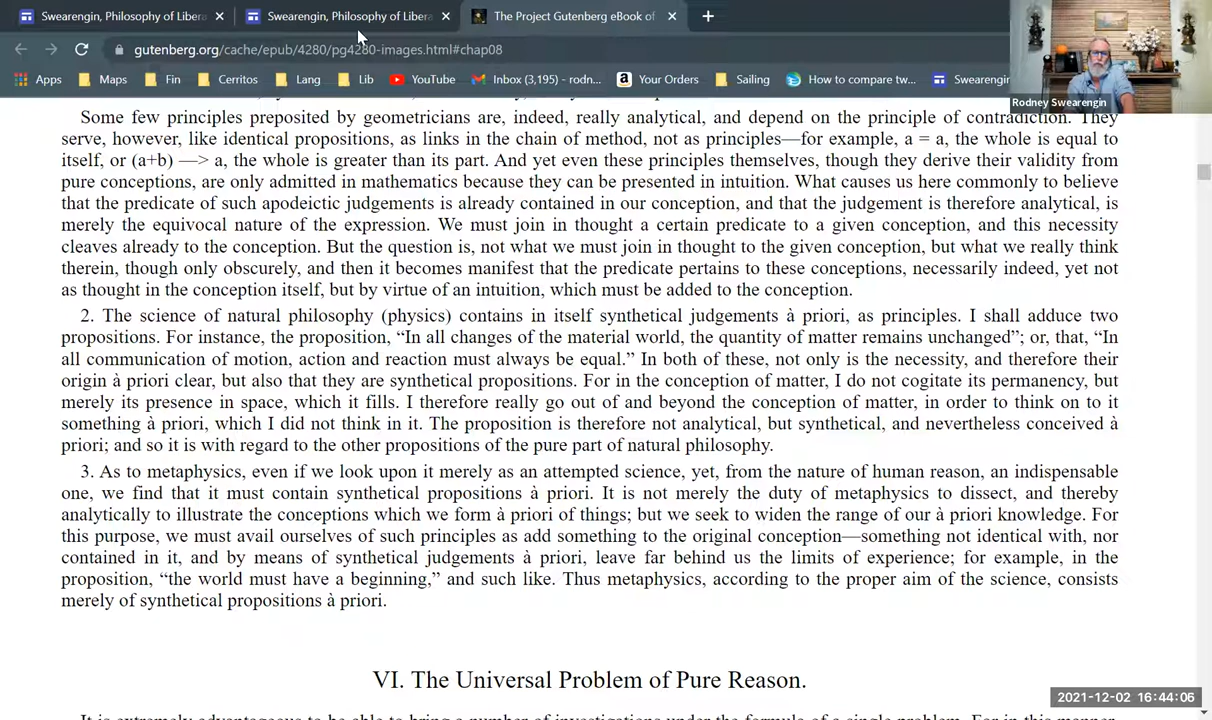 Swearengin, Philosophy of Libera
Swearengin, Philosophy of Libera
The Project Gutenberg eBook of
gutenberg.org/cache/epub/4280/pg4280-images.html#chap08
Apps Maps Fin Cerritos Lang Lib YouTube Inbox (3,195) - rodn... Your Orders Sailing How to compare tw... Swearengin
Rodney Swearengin
Some few principles preposited by geometricians are, indeed, really analytical, and depend on the principle of contradiction. They
serve, however, like identical propositions, as links in the chain of method, not as principles—for example, a = a, the whole is equal to
itself, or (a+b) —> a, the whole is greater than its part. And yet even these principles themselves, though they derive their validity from
pure conceptions, are only admitted in mathematics because they can be presented in intuition. What causes us here commonly to believe
that the predicate of such apodeictic judgements is already contained in our conception, and that the judgement is therefore analytical, is
merely the equivocal nature of the expression. We must join in thought a certain predicate to a given conception, and this necessity
cleaves already to the conception. But the question is, not what we must join in thought to the given conception, but what we really think
therein, though only obscurely, and then it becomes manifest that the predicate pertains to these conceptions, necessarily indeed, yet not
as thought in the conception itself, but by virtue of an intuition, which must be added to the conception.
2. The science of natural philosophy (physics) contains in itself synthetical judgements à priori, as principles. I shall adduce two
propositions. For instance, the proposition, “In all changes of the material world, the quantity of matter remains unchanged”; or, that, “In
all communication of motion, action and reaction must always be equal.” In both of these, not only is the necessity, and therefore their
origin à priori clear, but also that they are synthetical propositions. For in the conception of matter, I do not cogitate its permanency, but
merely its presence in space, which it fills. I therefore really go out of and beyond the conception of matter, in order to think on to it
something à priori, which I did not think in it. The proposition is therefore not analytical, but synthetical, and nevertheless conceived à
priori; and so it is with regard to the other propositions of the pure part of natural philosophy.
3. As to metaphysics, even if we look upon it merely as an attempted science, yet, from the nature of human reason, an indispensable
one, we find that it must contain synthetical propositions à priori. It is not merely the duty of metaphysics to dissect, and thereby
analytically to illustrate the conceptions which we form à priori of things; but we seek to widen the range of our à priori knowledge. For
this purpose, we must avail ourselves of such principles as add something to the original conception—something not identical with, nor
contained in it, and by means of synthetical judgements à priori, leave far behind us the limits of experience; for example, in the
proposition, “the world must have a beginning,” and such like. Thus metaphysics, according to the proper aim of the science, consists
merely of synthetical propositions à priori.
VI. The Universal Problem of Pure Reason.
2021-12-02 16:44:06
It is extremely advantageous to be able to bring a number of investigations under the formula of a single problem. For in this manner